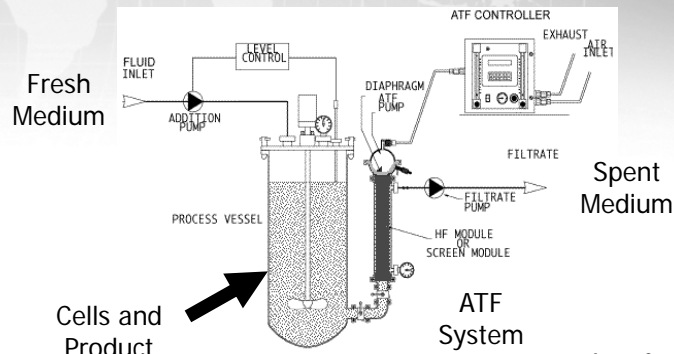 ATF CONTROLLER
EXHAUST
AIR
INLET
LEVEL
CONTROL
FLUID
INLET
Fresh
Medium
ADDITION
PUMP
DIAPHRAGM
ATF
PUMP
FILTRATE
Spent
Medium
FILTRATE
PUMP
PROCESS VESSEL
HF MODULE
OR
SCREEN MODULE
ATF
System
Cells and
Product